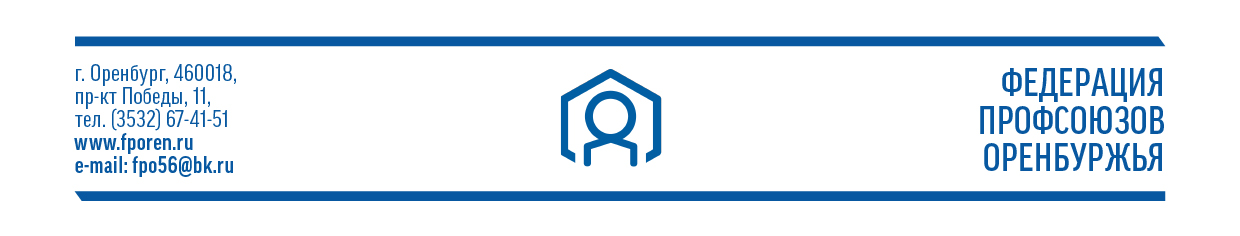 г. Оренбург, 460018,
пр-кт Победы, 11,
тел. (3532) 67-41-51
www.fporen.ru
e-mail: fpo56@bk.ru
ФЕДЕРАЦИЯ
ПРОФСОЮЗОВ
ОРЕНБУРЖЬЯ